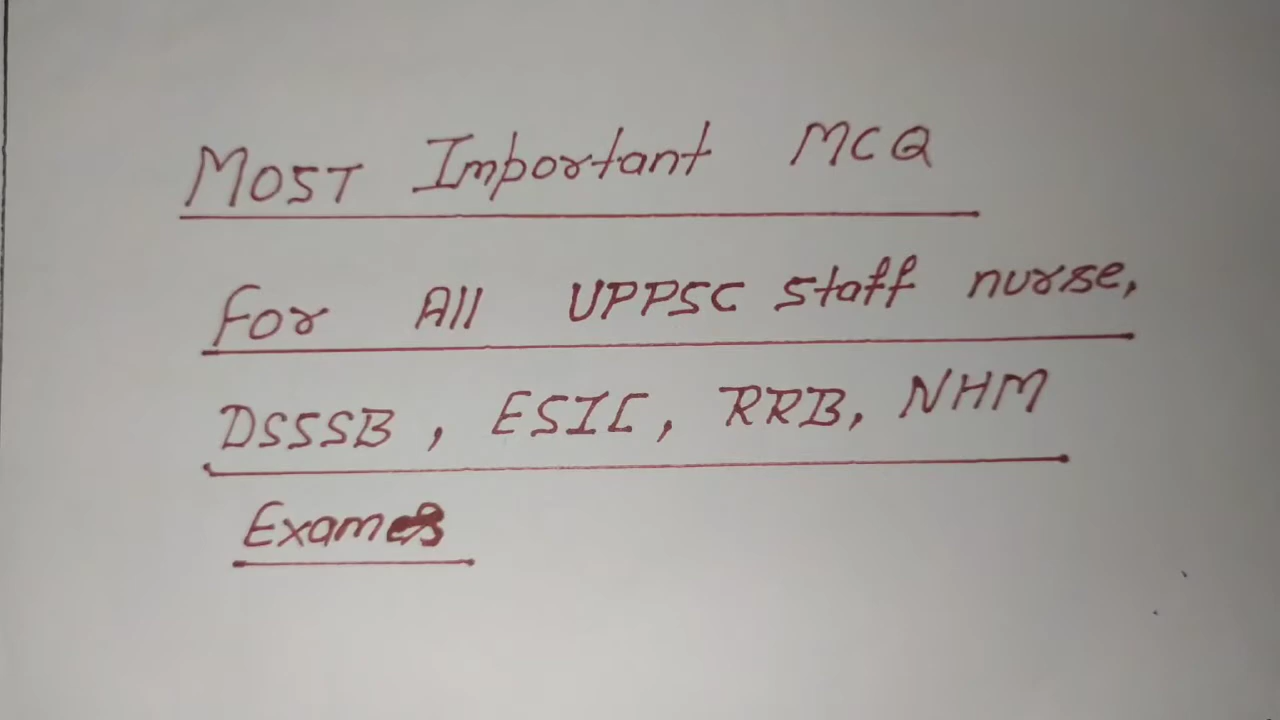 Most Important MCQ
For All UPPSC Staff nurse,
DSSSB, ESIC, RRB, NHM
Exams